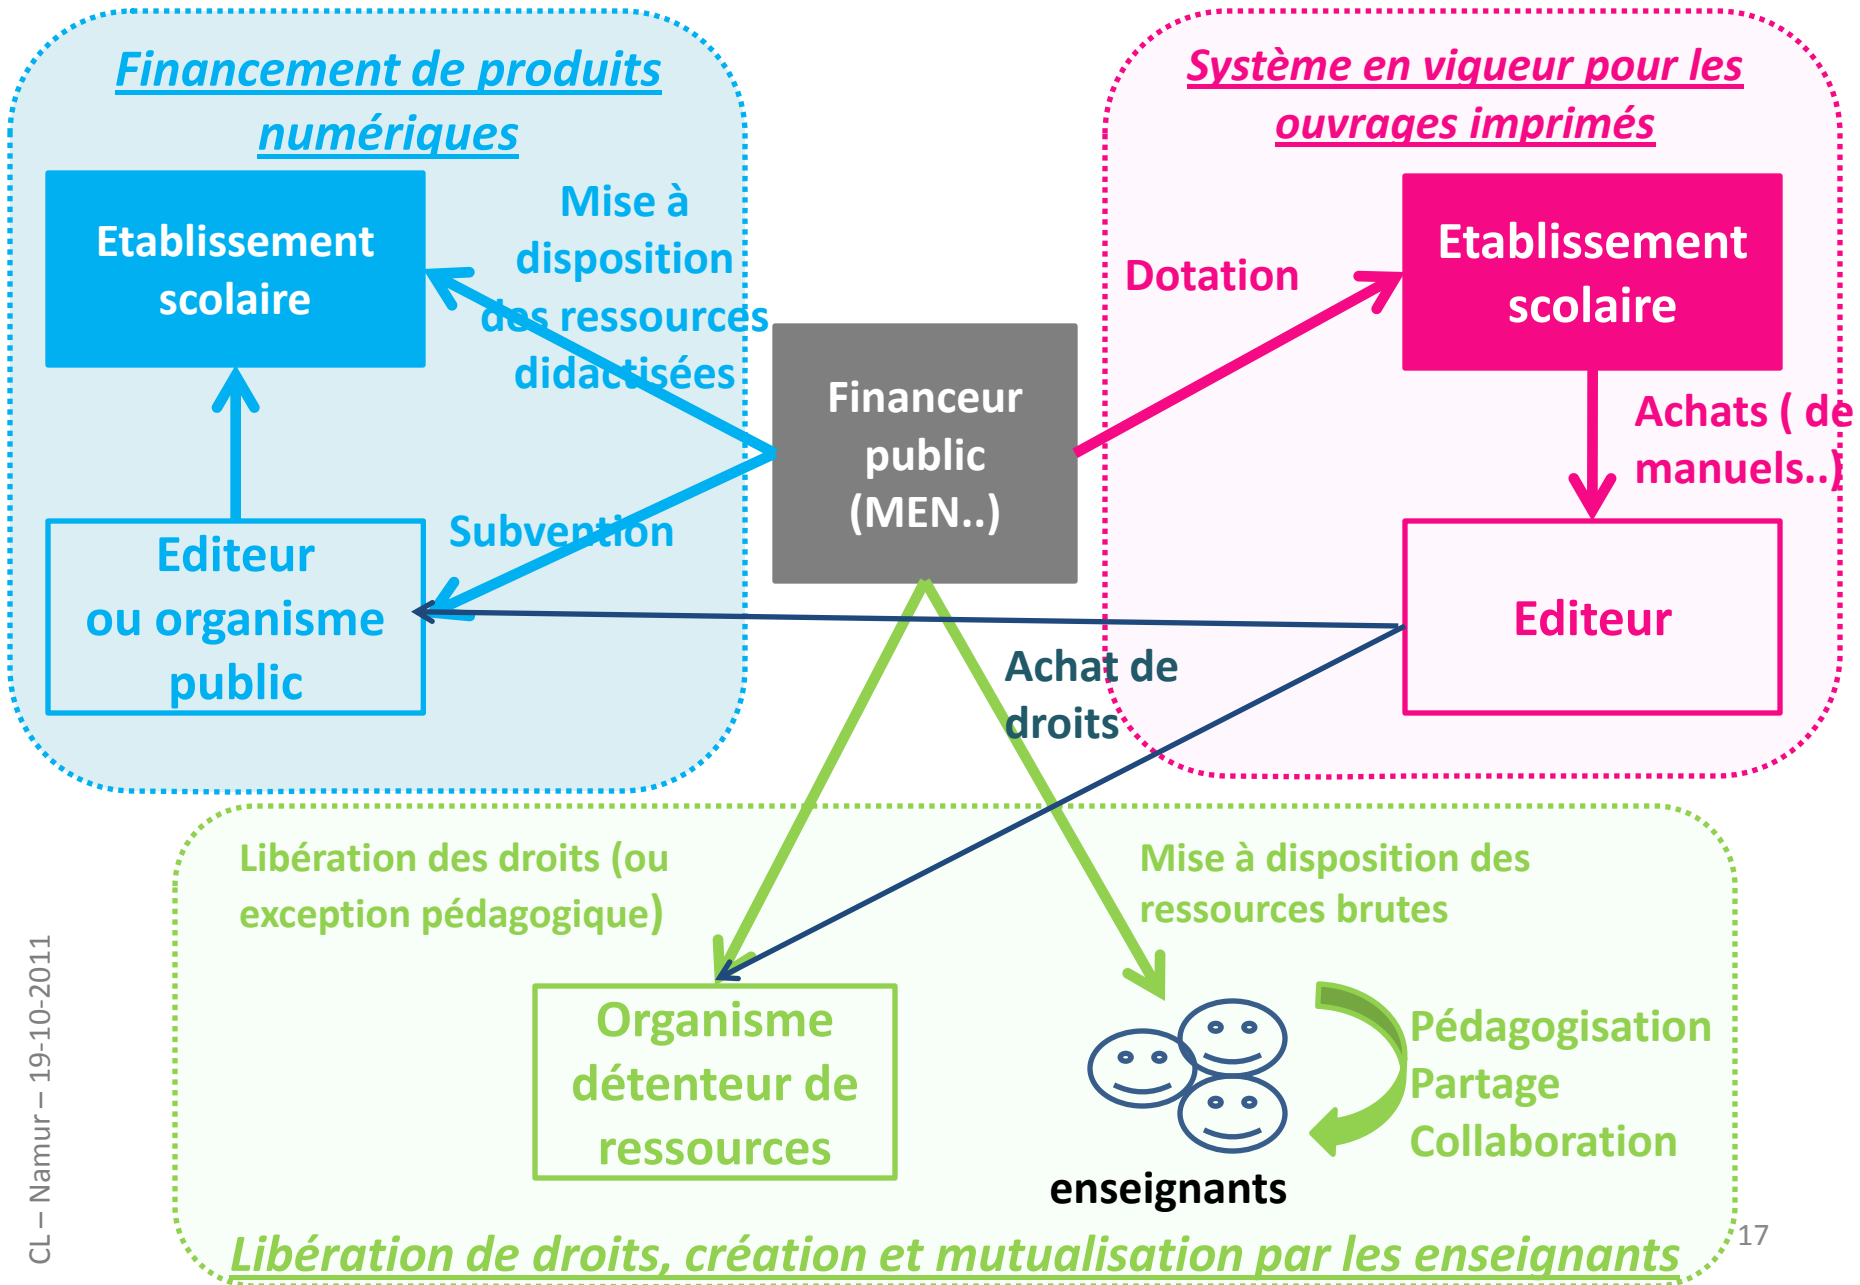 Financement de produits
numériques
Etablissement
scolaire
Mise à
disposition
des ressources
didactisées
Subvention
Editeur
ou organisme
public
Financeur
public
(MEN..)
Système en vigueur pour les
ouvrages imprimés
Dotation
Etablissement
scolaire
Achats ( de
manuels..)
Editeur
Achat de
droits
Libération des droits (ou
exception pédagogique)
Mise à disposition des
ressources brutes
Organisme
détenteur de
ressources
enseignants
Pédagogisation
Partage
Collaboration
Libération de droits, création et mutualisation par les enseignants
CL – Namur – 19-10-2011
17